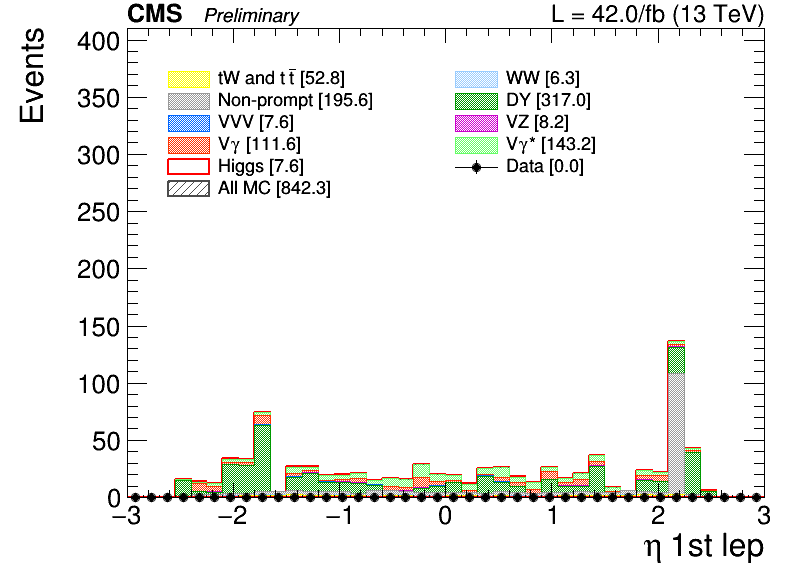 CMS Preliminary L = 42.0/fb (13 TeV)
Events
400
350
300
250
200
150
100
50
0
tW and t t̄ [52.8]
Non-prompt [195.6]
VVV [7.6]
Vγ [111.6]
Higgs [7.6]
All MC [842.3]
WW [6.3]
DY [317.0]
VZ [8.2]
Vγ* [143.2]
Data [0.0]
−3 −2 −1 0 1 2 3
η 1st lep